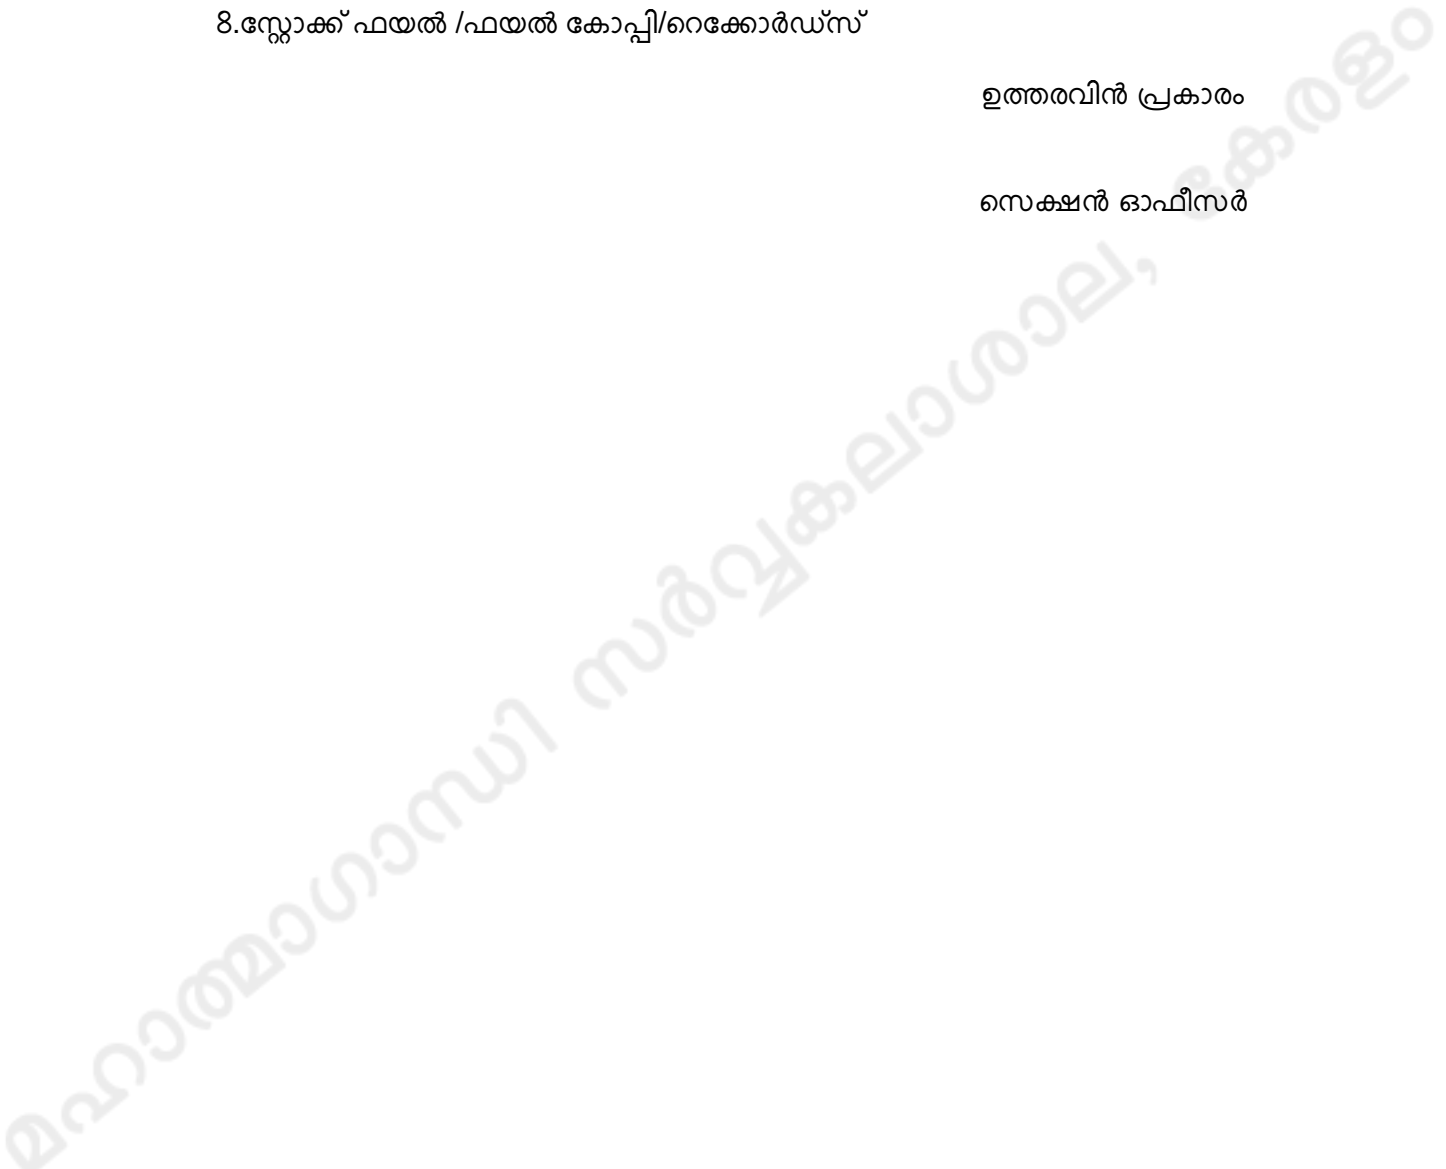 8.സ്റ്റോക്ക് ഫയൽ /ഫയൽ കോപ്പി/റെക്കോർഡ്സ്
ഉത്തരവിൻ പ്രകാരം
സെക്ഷൻ ഓഫീസർ
മഹാത്മാഗാന്ധി സർവ്വകലാശാല, കേരളം